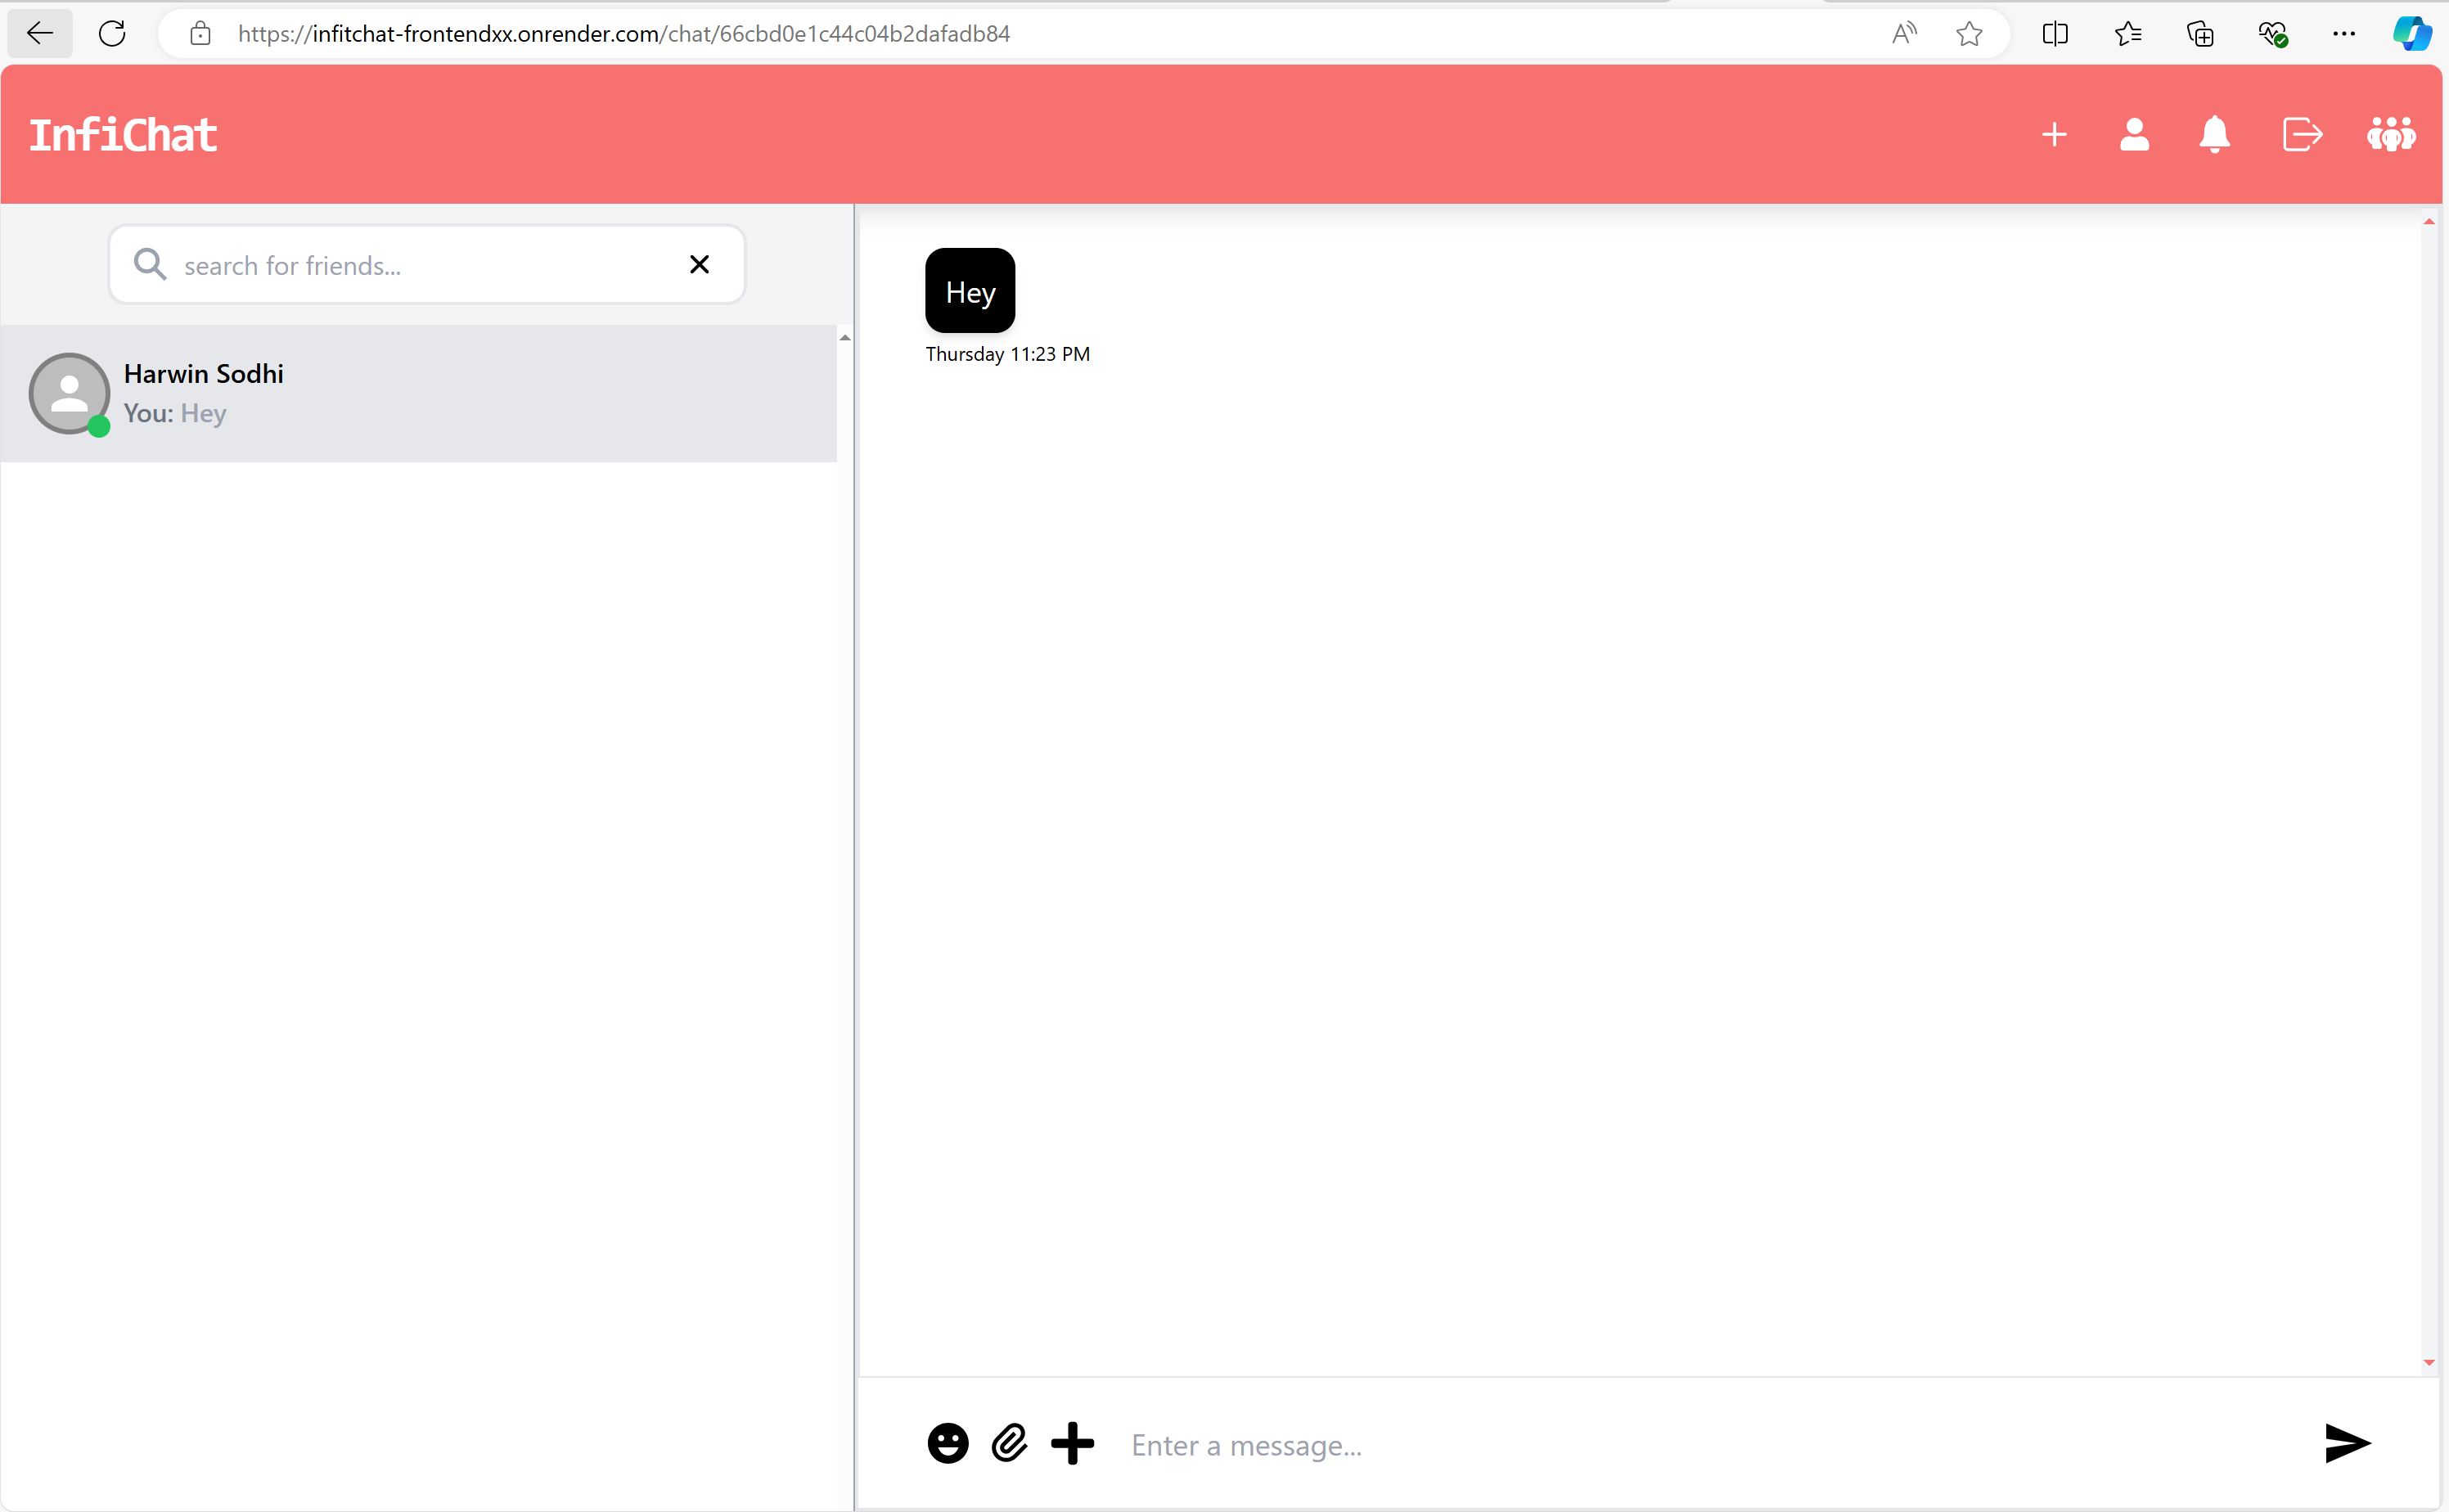 https://infitchat-frontendxx.onrender.com/chat/66cbd0e1c44c04b2dafadb84
InfiChat
search for friends...
Harwin Sodhi
You: Hey
Hey
Thursday 11:23 PM
Enter a message...